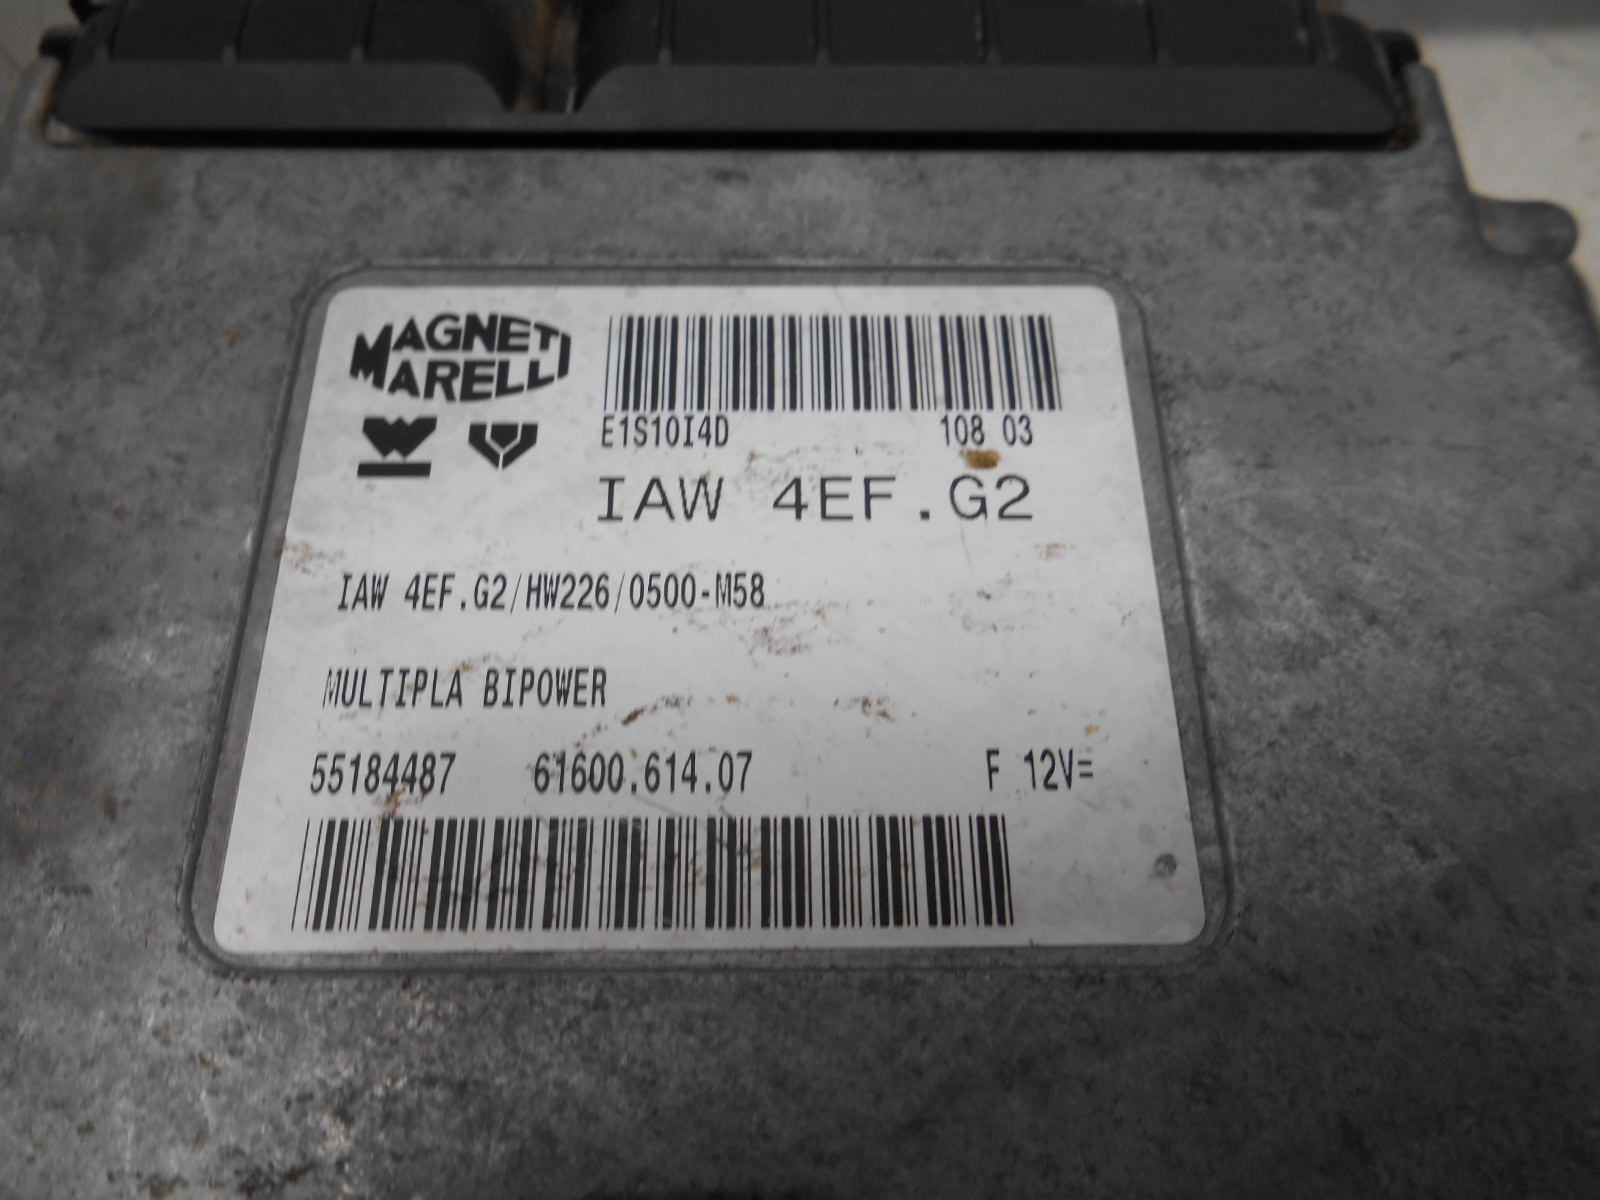 MAGNETI
MARELLI
E1S10I4D 108 03
IAW 4EF.G2
IAW 4EF.G2/HW226/0500-M58
MULTIPLA BIPOWER
55184487 61600.614.07 F 12V=